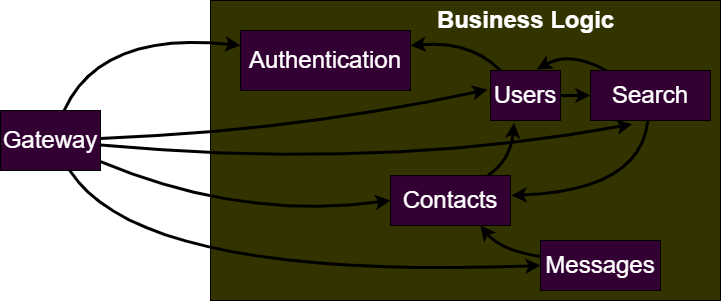 Business Logic
Authentication
Users
Search
Gateway
Contacts
Messages